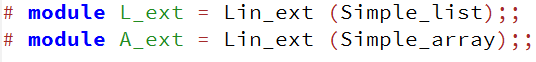 # module L_ext = Lin_ext (Simple_list);;
# module A_ext = Lin_ext (Simple_array);;